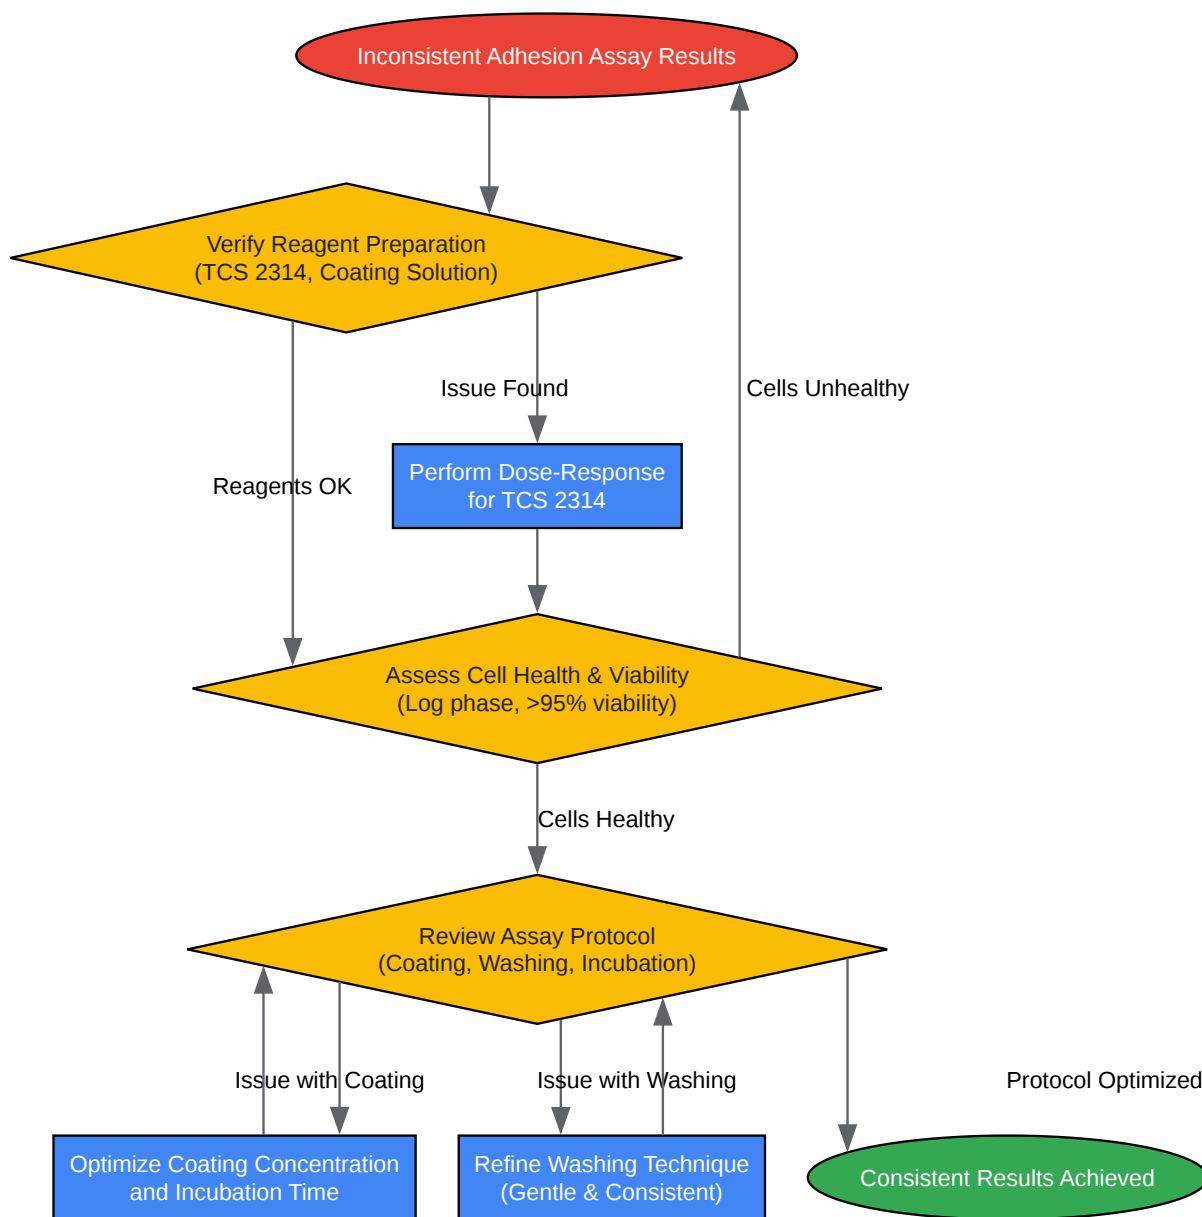 Inconsistent Adhesion Assay Results
Verify Reagent Preparation
(TCS 2314, Coating Solution)
Issue Found
Cells Unhealthy
Perform Dose-Response
for TCS 2314
Reagents OK
Assess Cell Health & Viability
(Log phase, >95% viability)
Cells Healthy
Review Assay Protocol
(Coating, Washing, Incubation)
Issue with Coating
Issue with Washing
Protocol Optimized
Optimize Coating Concentration
and Incubation Time
Refine Washing Technique
(Gentle & Consistent)
Consistent Results Achieved